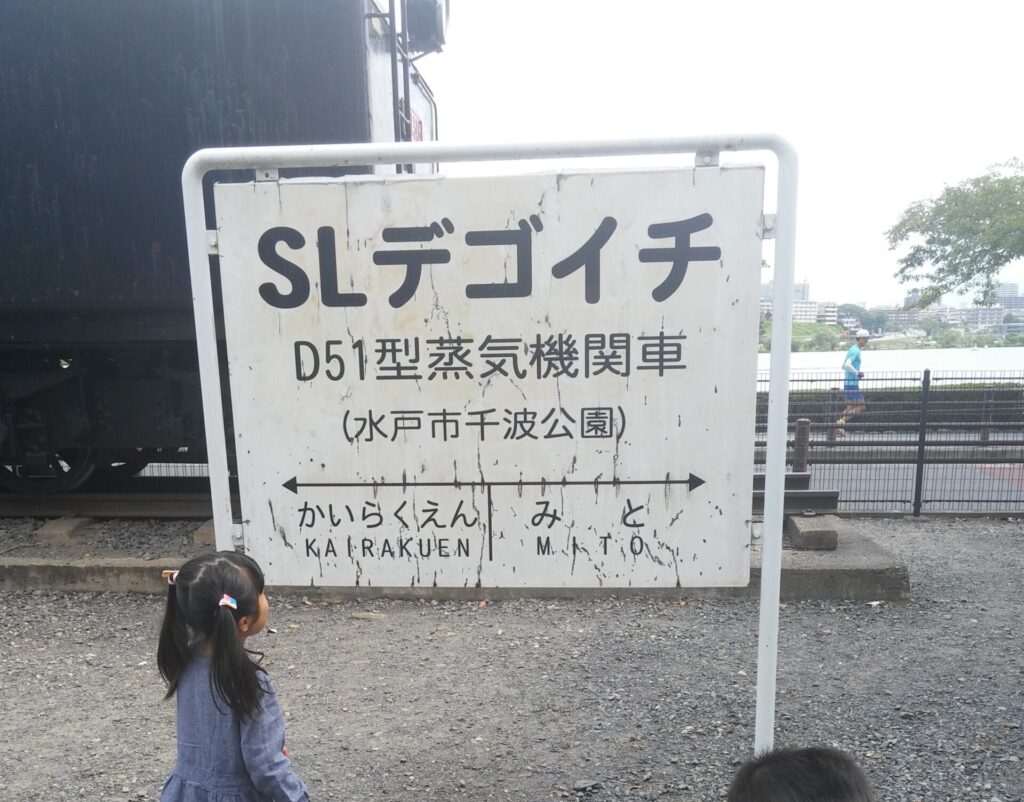 SLデゴイチ
D51型蒸気機関車
(水戸市千波公園)
かいらくえん みと
KAIRAKUEN MITO